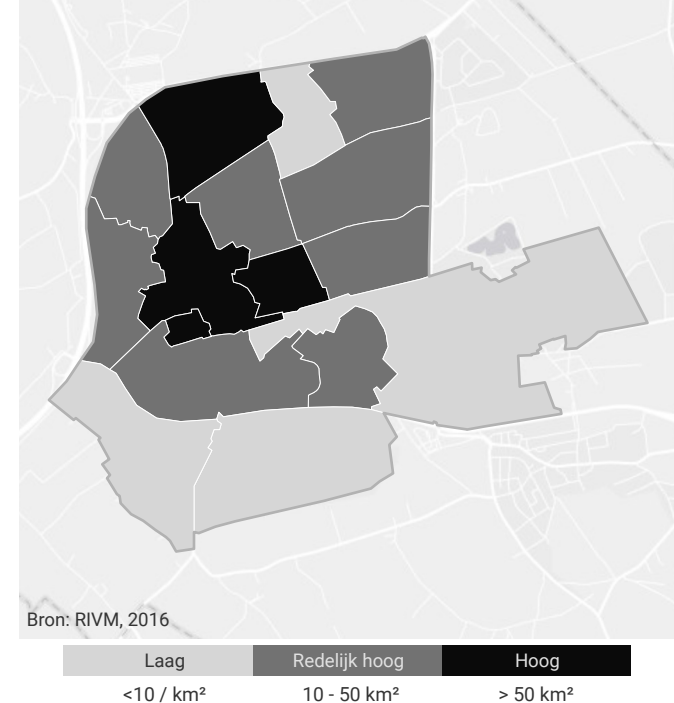 Bron: RIVM, 2016
Laag Redelijk hoog Hoog
<10 / km² 10 - 50 km² > 50 km²